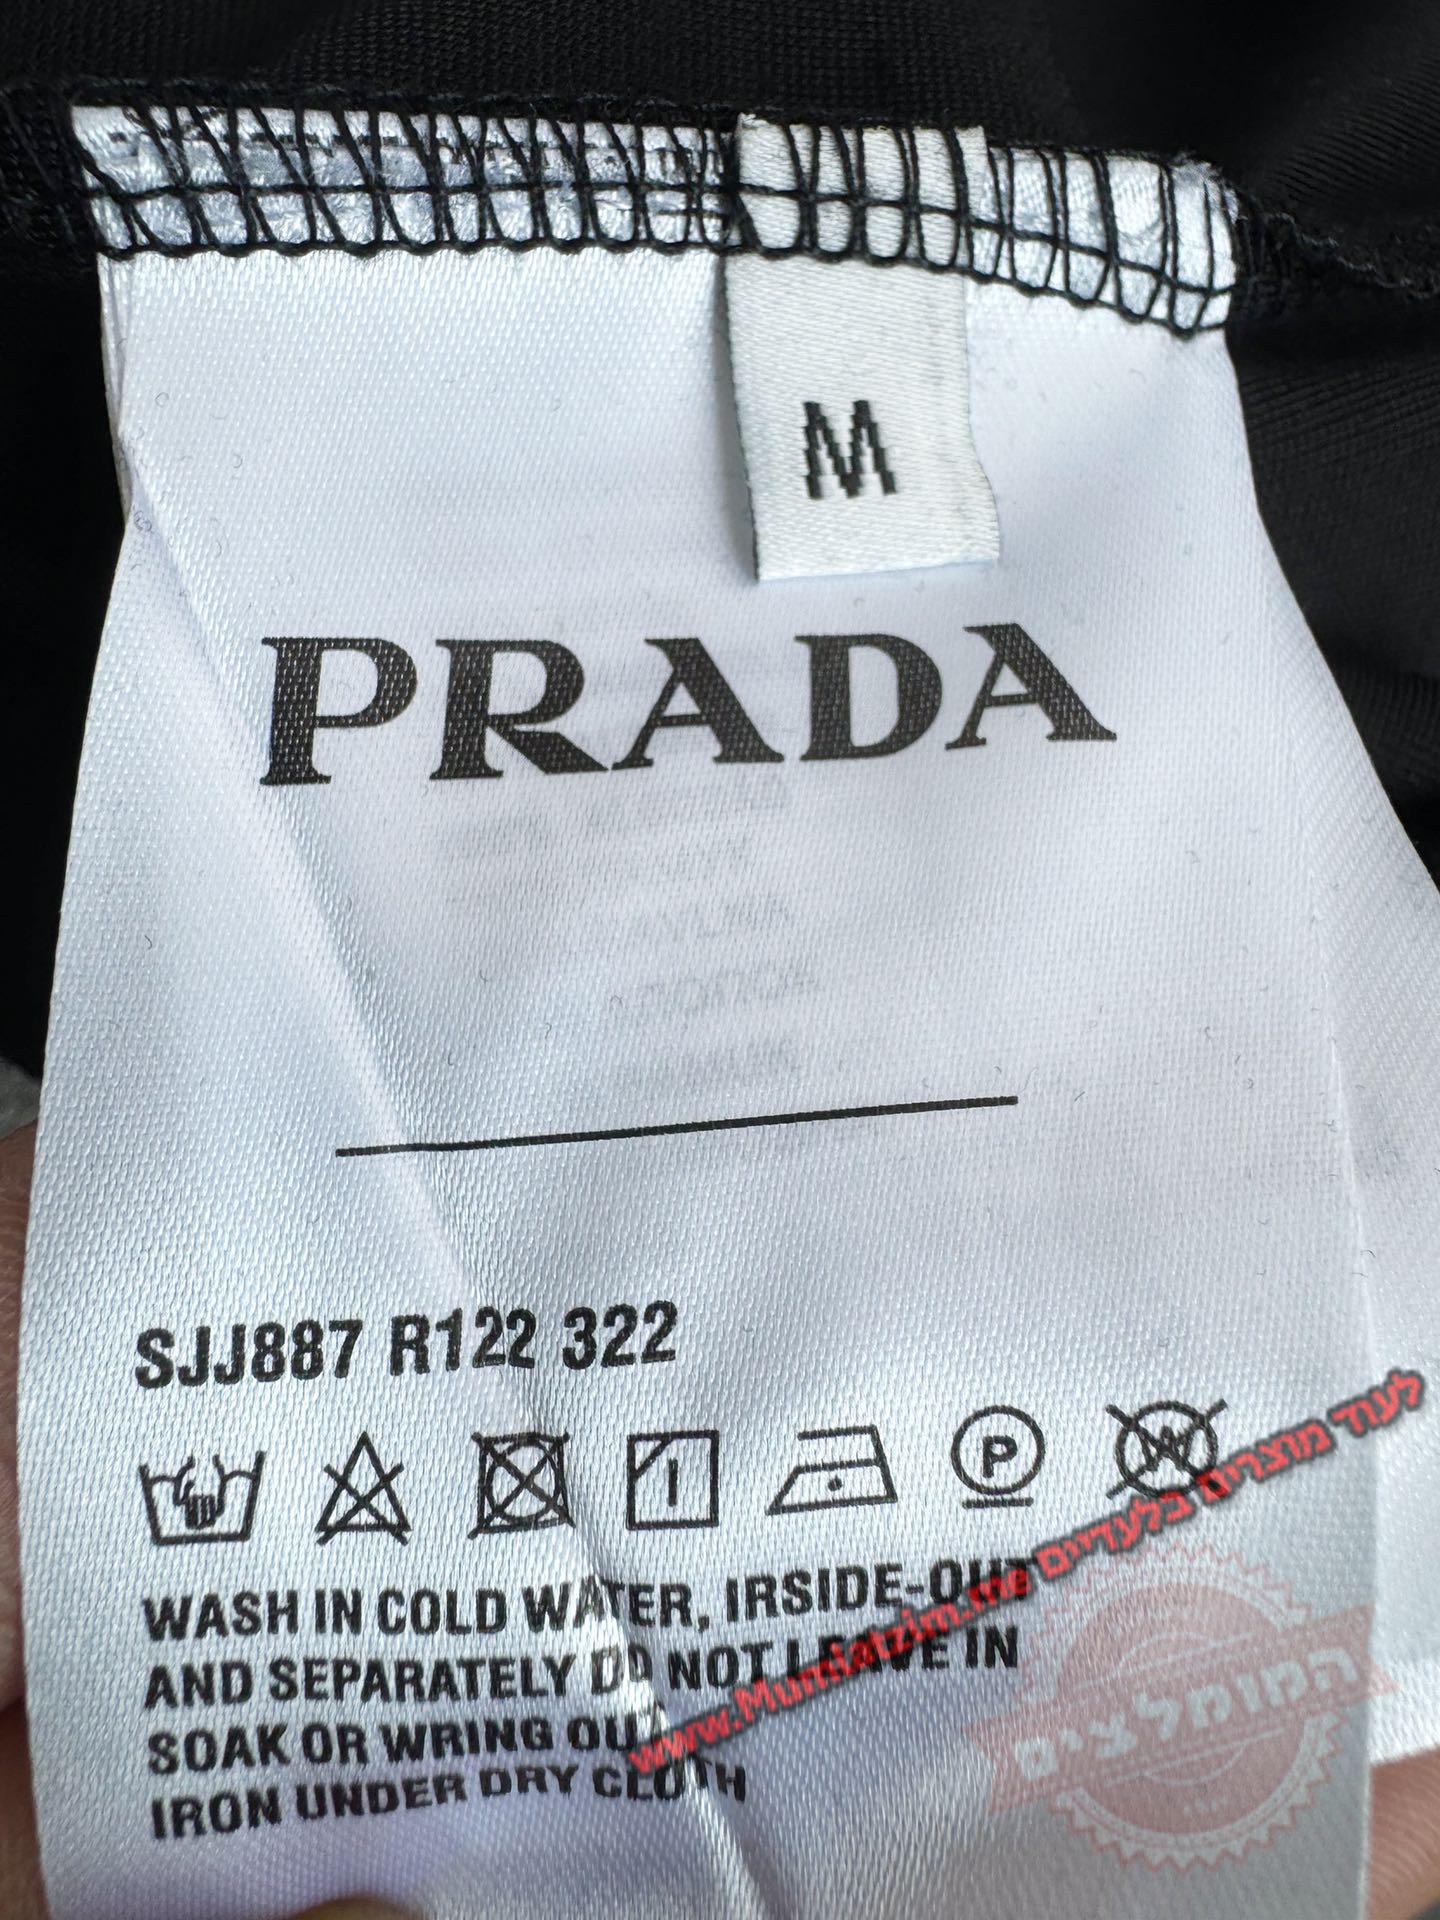 M
PRADA
SJJ887 R122 322
P
W
WASH IN COLD WATER, IRSIDE-OUT
AND SEPARATELY DO NOT LEAVE IN
SOAK OR WRING OUT
IRON UNDER DRY CLOTH
www.Mumlatzim.me לעוד מוצרים בלעדיים
המומלצים